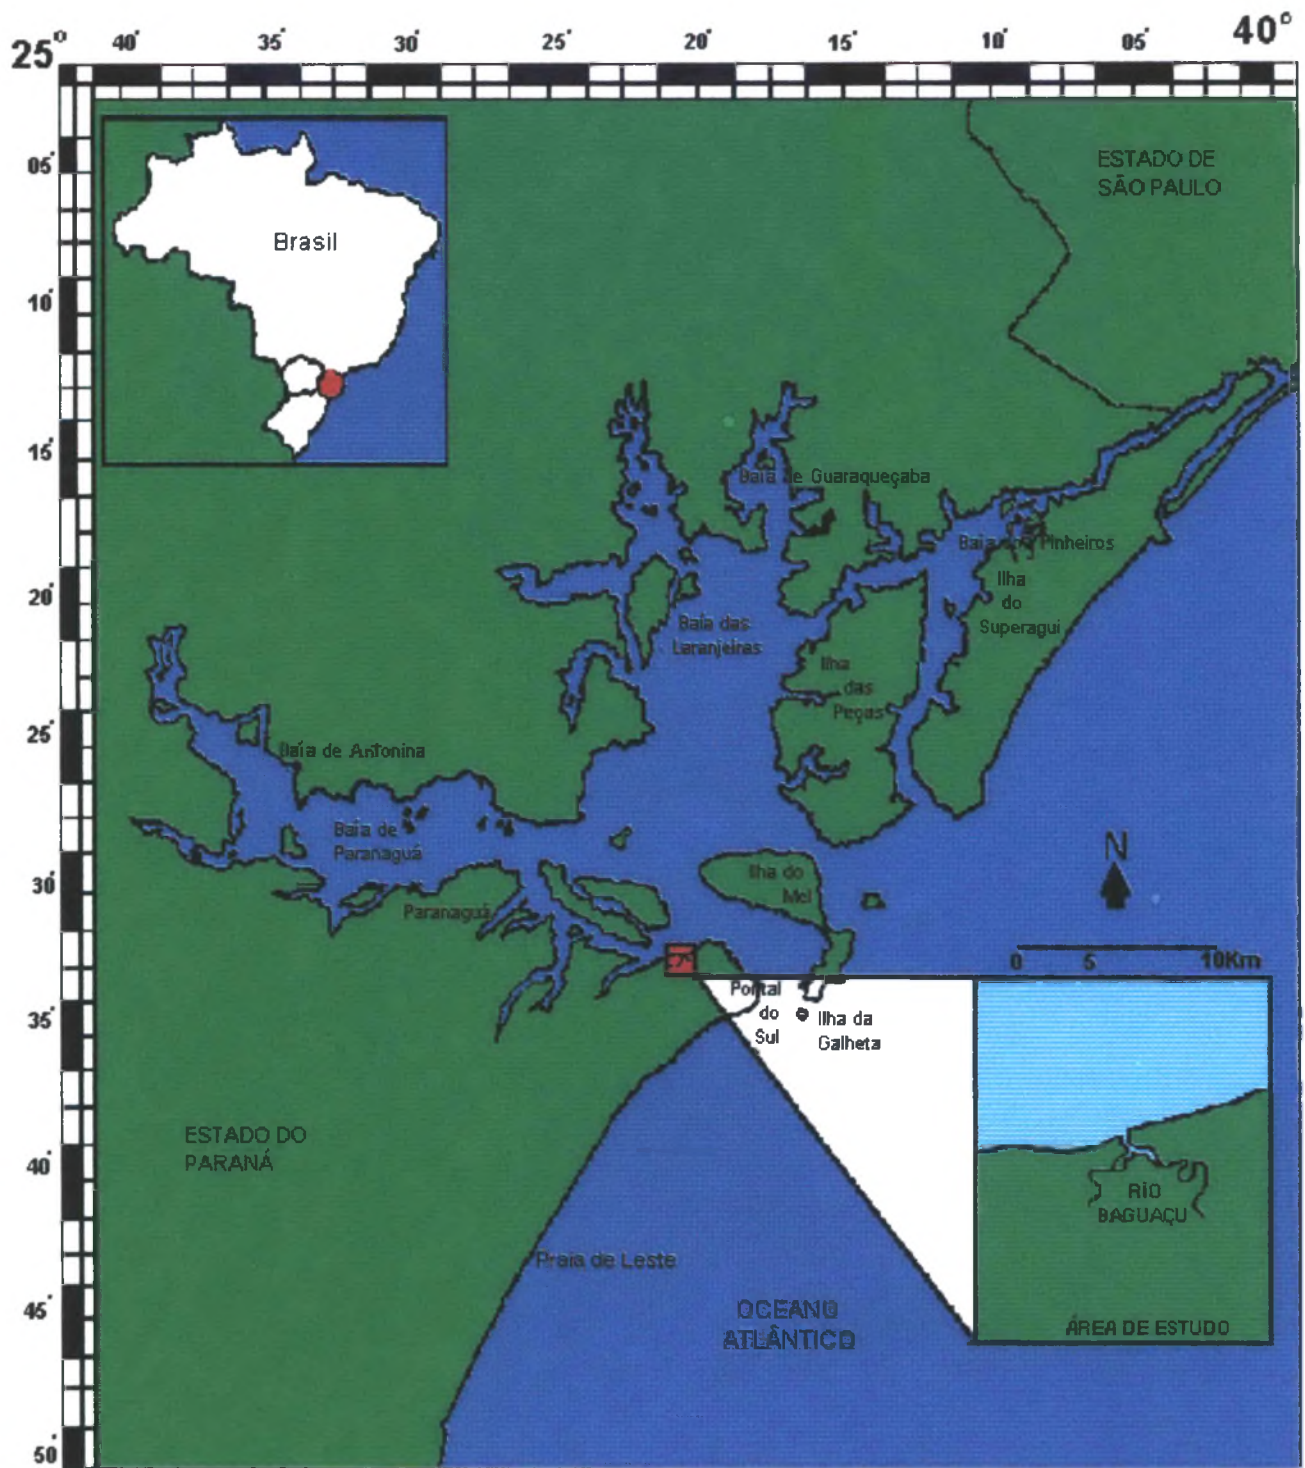 25° 40' 35' 30' 25' 20' 15' 10' 05' 40°
05'
10'
15'
20'
25'
30'
35'
40'
45'
50'
Brasil
ESTADO DE
SÃO PAULO
Baía de Guaraqueçaba
Baía dos Pinheiros
Ilha
do
Superagui
Baía das
Laranjeiras
Ilha
das
Peças
Baía de Antonina
Baía de
Paranaguá
Paranaguá
Ilha do
Mel
N
0 5 10Km
Pontal
do
Sul
Ilha da
Galheta
ESTADO DO
PARANÁ
Praia de Leste
OCEANO
ATLÂNTICO
RIO
BAGUAÇU
ÁREA DE ESTUDO